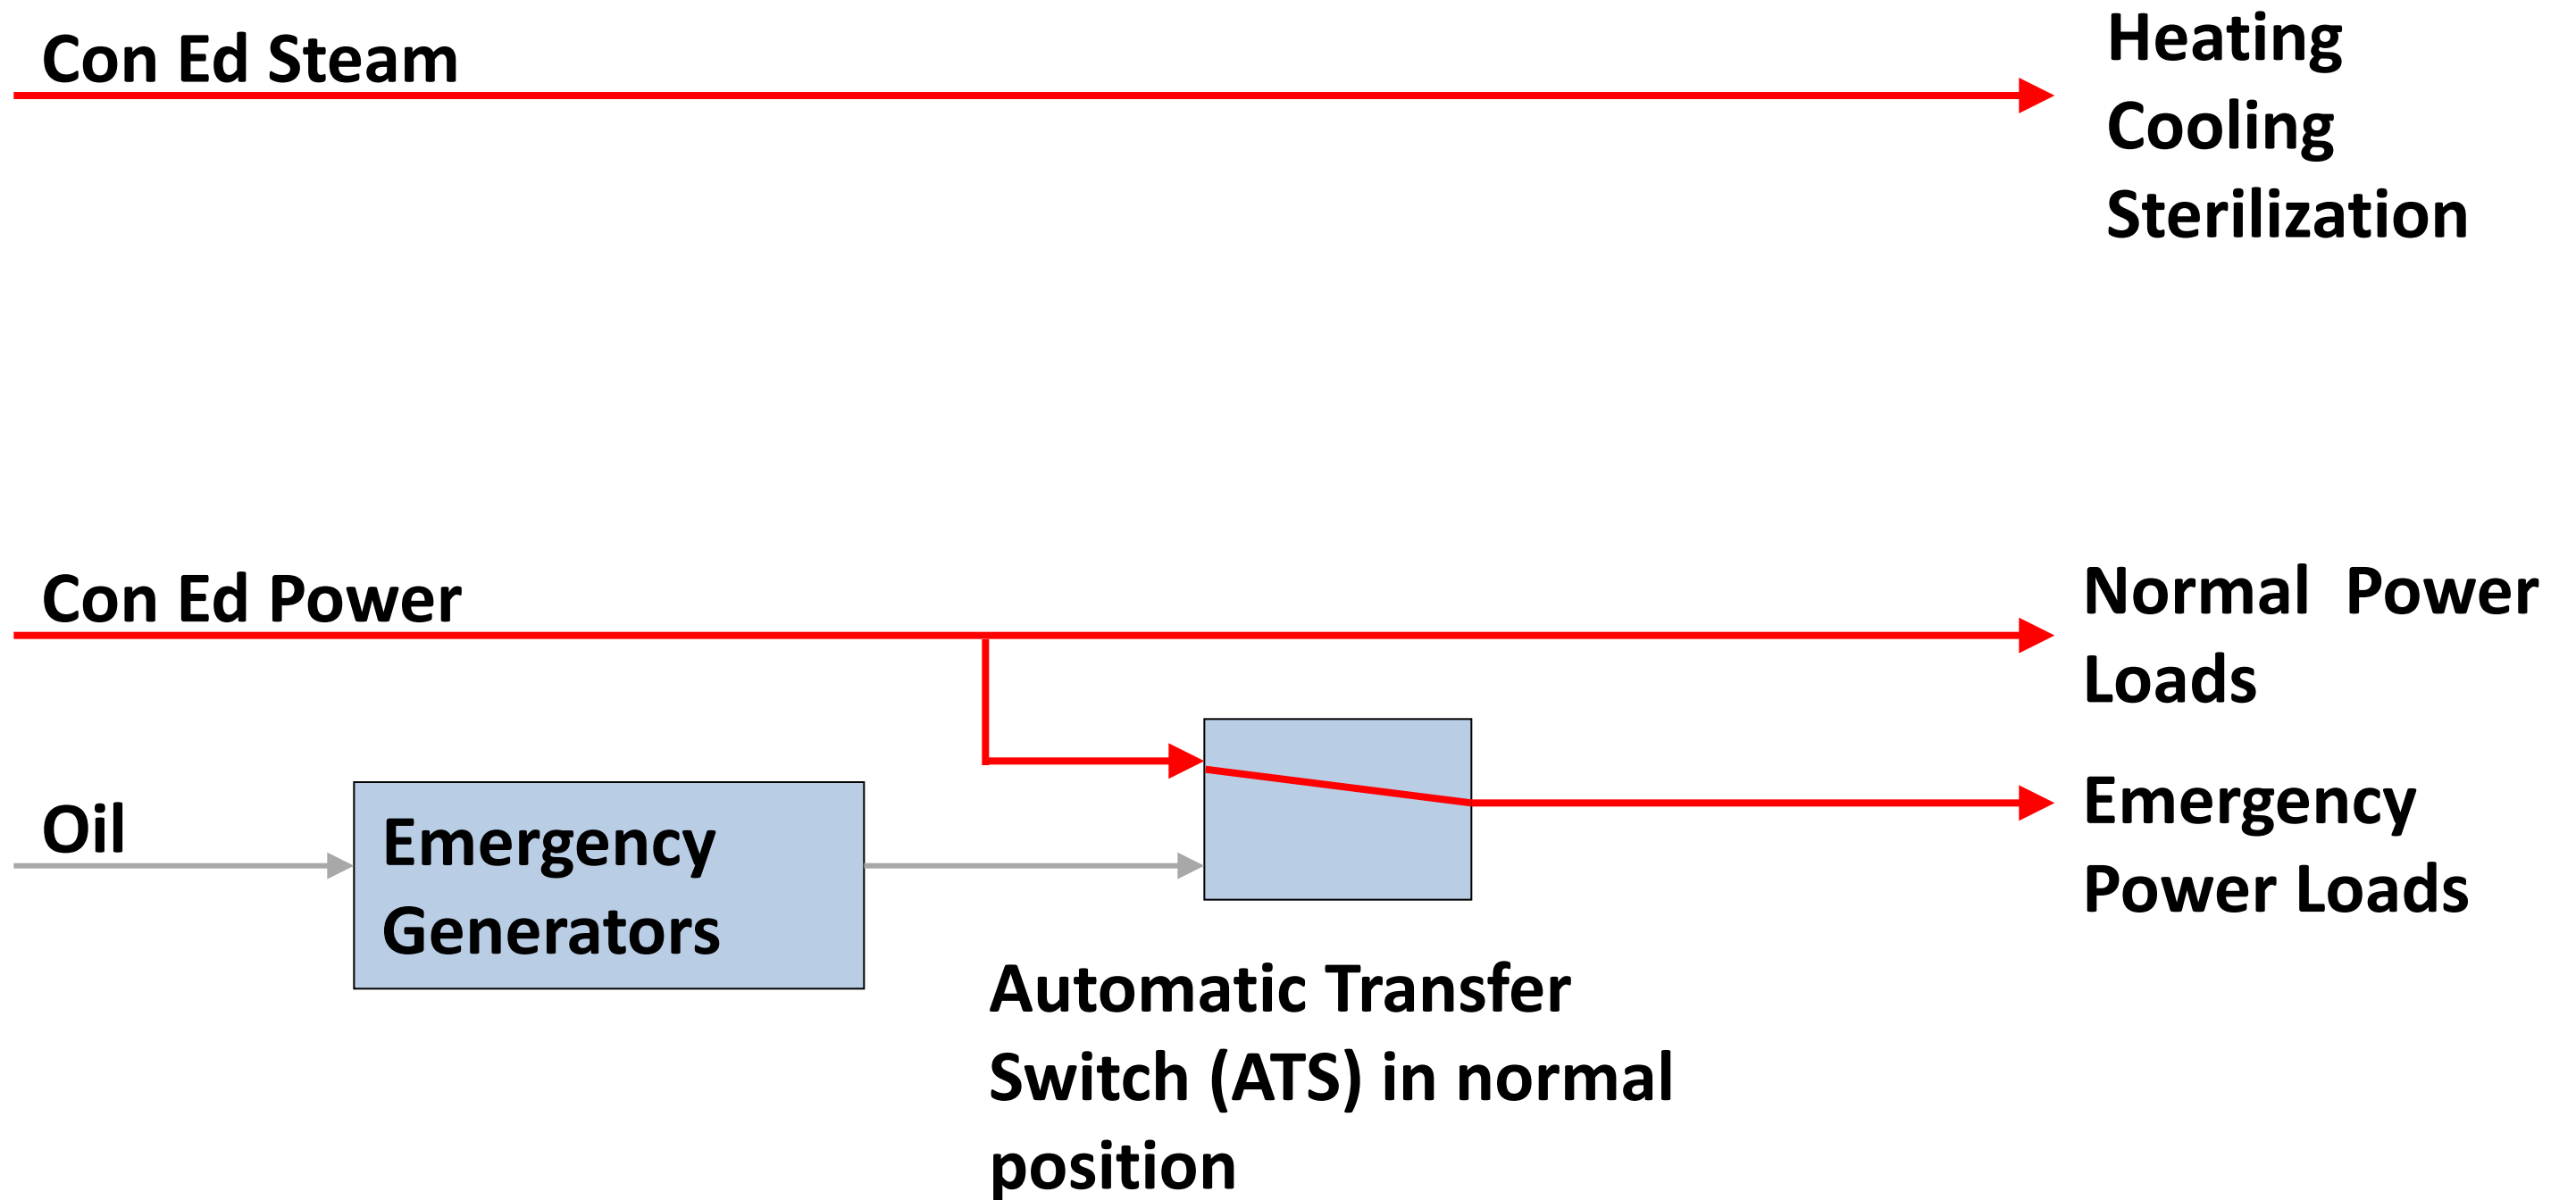 Con Ed Steam
Heating
Cooling
Sterilization
Con Ed Power
Normal Power
Loads
Oil
Emergency
Generators
Emergency
Power Loads
Automatic Transfer
Switch (ATS) in normal
position